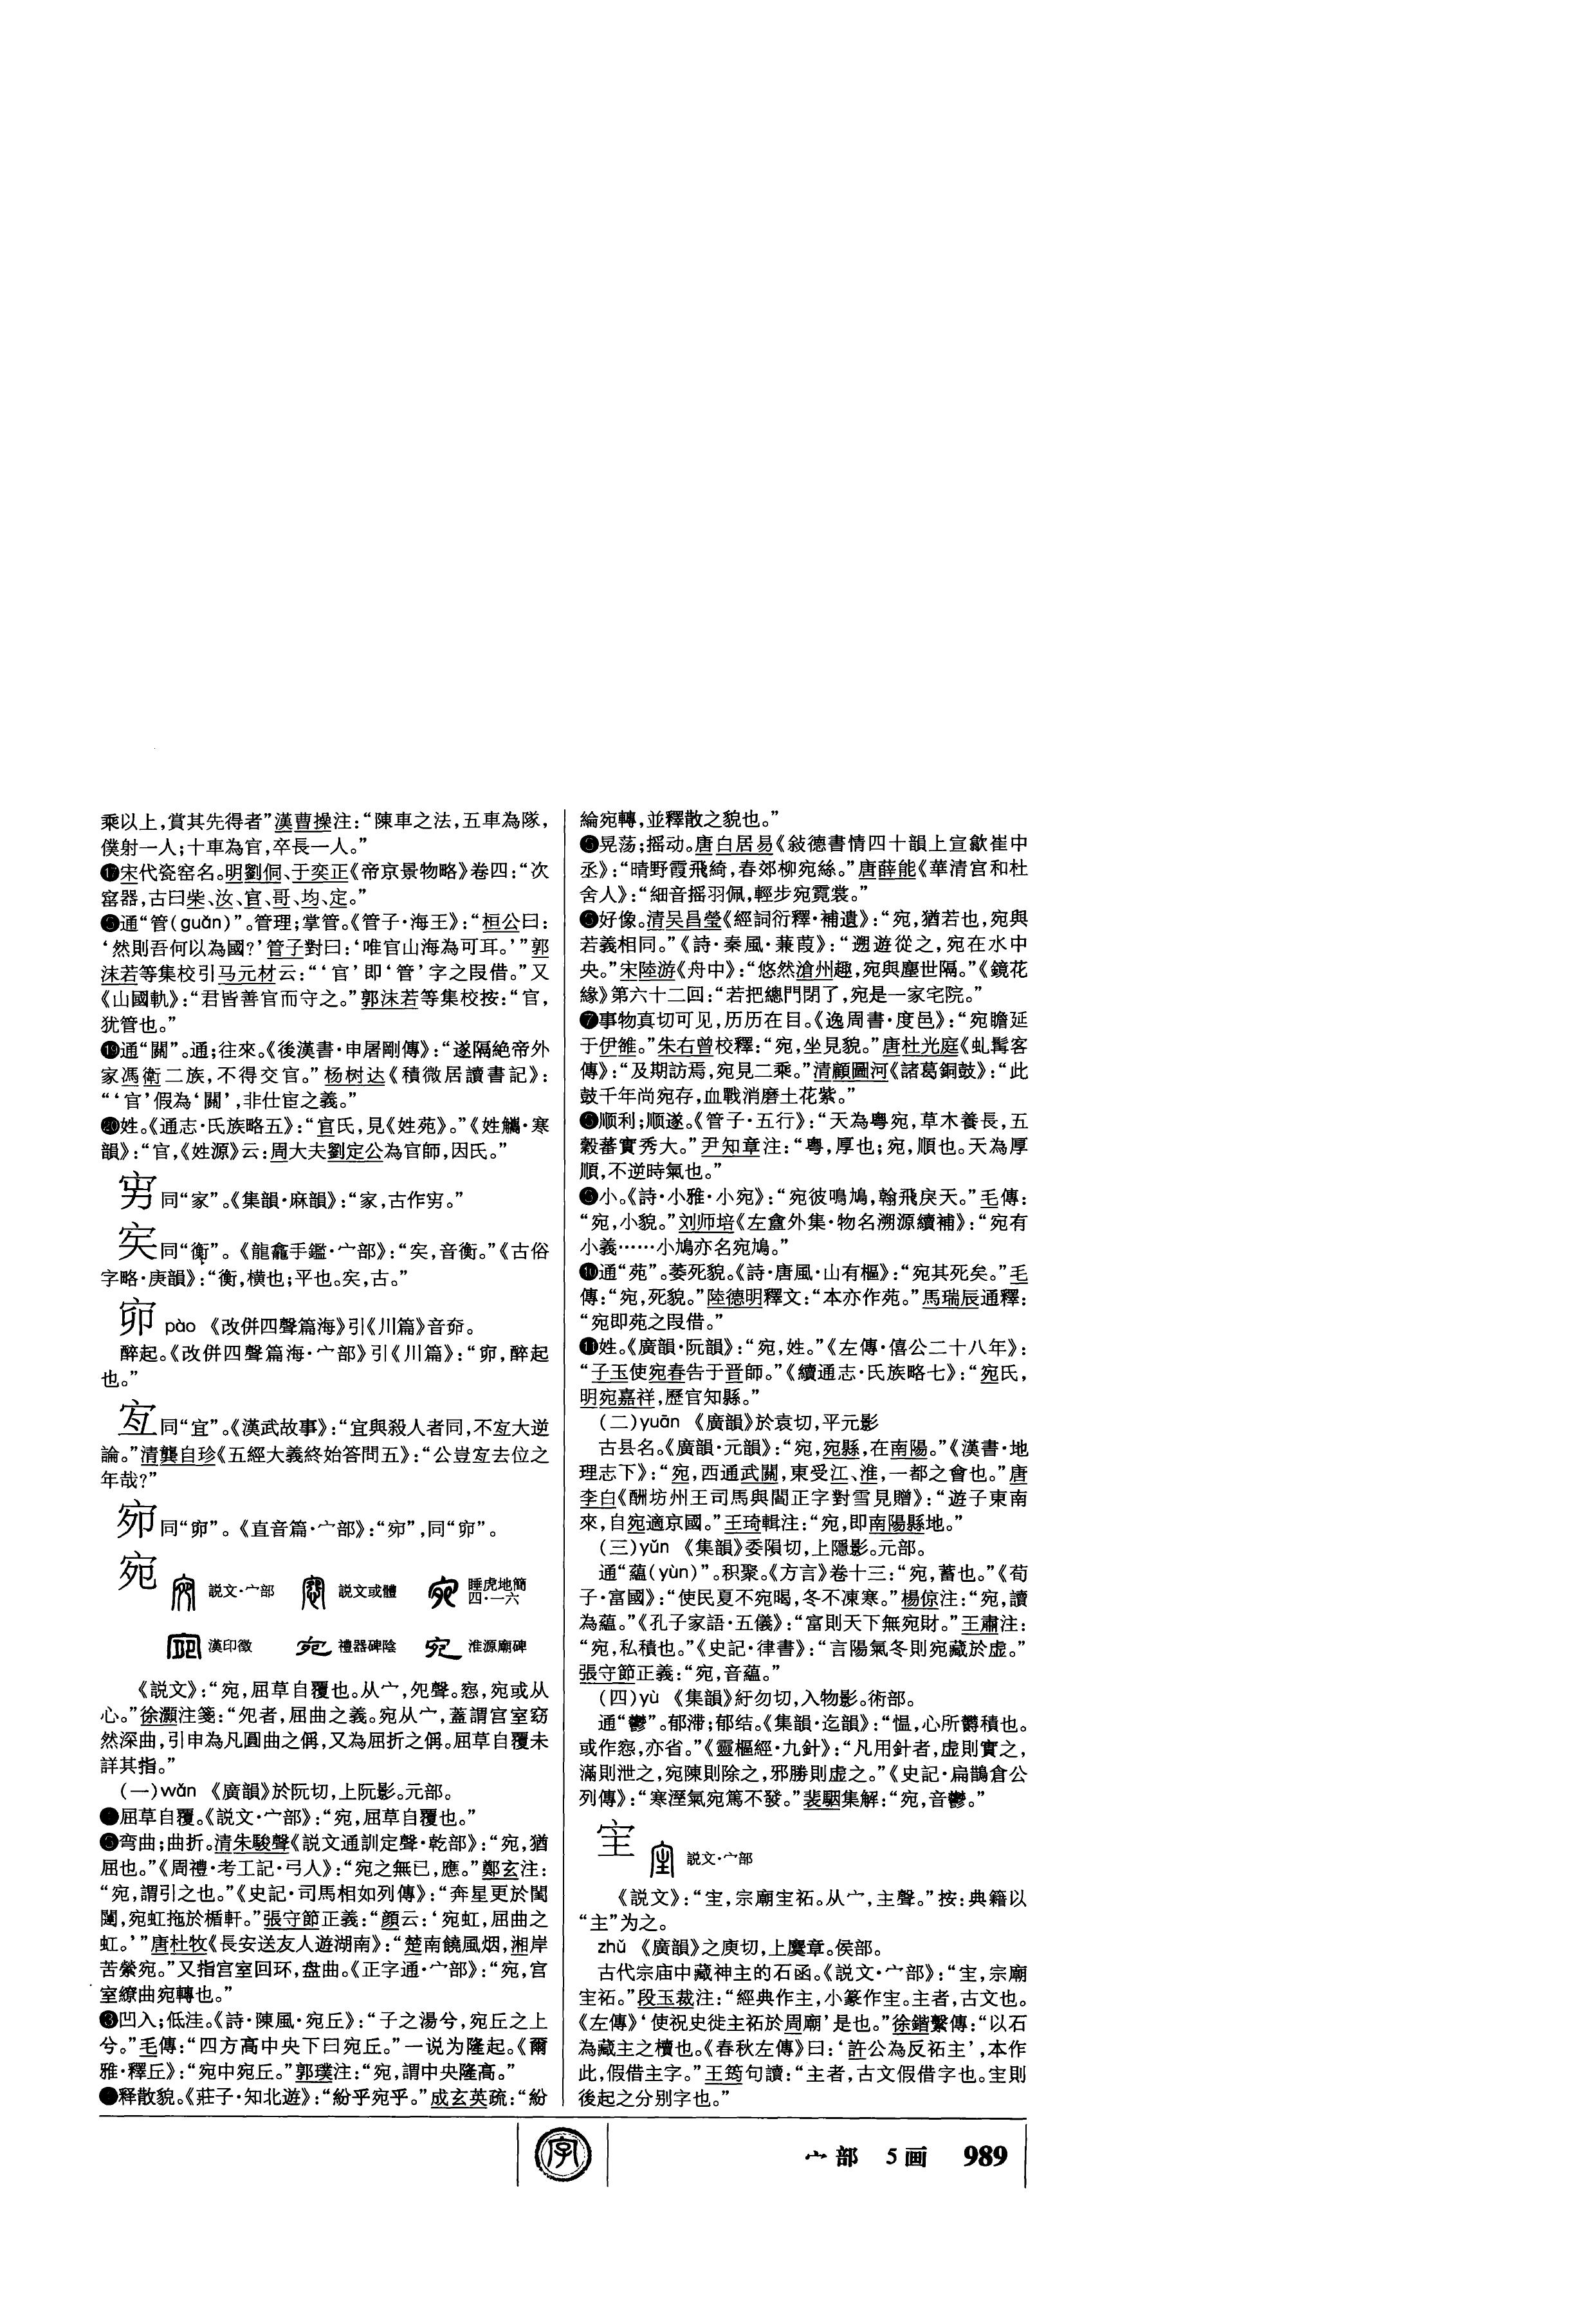 乘以上，賞其先得者”漢曹操注：“陳車之法，五車為隊，
僕射一人；十車為官，卒長一人。”
⓱宋代瓷窑名。明劉侗、于奕正《帝京景物略》卷四：“次
窑器，古曰柴、汝、官、哥、均、定。”
通“管(guǎn)”。管理；掌管。《管子·海王》：“桓公曰：
‘然則吾何以為國？’管子對曰：‘唯官山海為可耳。’”郭
沫若等集校引马元材云：“‘官’即‘管’字之叚借。”又
《山國軌》：“君皆善官而守之。”郭沫若等集校按：“官，
犹管也。”
⓳通“關”。通；往來。《後漢書·申屠剛傳》：“遂隔絶帝外
家馮衛二族，不得交官。”杨树达《積微居讀書記》：
“‘官’假為‘關’，非仕宦之義。”
⓴姓。《通志·氏族略五》：“官氏，見《姓苑》。”《姓觿·寒
韻》：“官，《姓源》云：周大夫劉定公為官師，因氏。”
同“家”。《集韻·麻韻》：“家，古作。”
同“衡”。《龍龕手鑑·宀部》：“，音衡。”《古俗
字略·庚韻》：“衡，横也；平也。，古。”
pào 《改併四聲篇海》引《川篇》音奅。
醉起。《改併四聲篇海·宀部》引《川篇》：“，醉起
也。”
同“宜”。《漢武故事》：“宜與殺人者同，不大逆
論。”清龔自珍《五經大義終始答問五》：“公豈去位之
年哉？”
同“”。《直音篇·宀部》：“”，同“”。
宛 説文·宀部 説文或體 睡虎地簡四·一六
漢印徵 禮器碑陰 淮源廟碑
《説文》：“宛，屈草自覆也。从宀，夗聲。惌，宛或从
心。”徐灝注箋：“夗者，屈曲之義。宛从宀，蓋謂宫室窈
然深曲，引申為凡圓曲之偁，又為屈折之偁。屈草自覆未
詳其指。”
(一)wǎn 《廣韻》於阮切，上阮影。元部。
屈草自覆。《説文·宀部》：“宛，屈草自覆也。”
弯曲；曲折。清朱駿聲《説文通訓定聲·乾部》：“宛，猶
屈也。”《周禮·考工記·弓人》：“宛之無已，應。”鄭玄注：
“宛，謂引之也。”《史記·司馬相如列傳》：“奔星更於閨
闥，宛虹拖於楯軒。”張守節正義：“顔云：‘宛虹，屈曲之
虹。’”唐杜牧《長安送友人遊湖南》：“楚南饒風烟，湘岸
苦縈宛。”又指宫室回环，盘曲。《正字通·宀部》：“宛，宫
室繚曲宛轉也。”
❸凹入；低洼。《詩·陳風·宛丘》：“子之湯兮，宛丘之上
兮。”毛傳：“四方高中央下曰宛丘。”一说为隆起。《爾
雅·釋丘》：“宛中宛丘。”郭璞注：“宛，謂中央隆高。”
释散貌。《莊子·知北遊》：“紛乎宛乎。”成玄英疏：“紛
綸宛轉，並釋散之貌也。”
晃荡；摇动。唐白居易《敍德書情四十韻上宣歙崔中
丞》：“晴野霞飛綺，春郊柳宛絲。”唐薛能《華清宫和杜
舍人》：“細音摇羽佩，輕步宛霓裳。”
好像。清吴昌瑩《經詞衍釋·補遺》：“宛，猶若也，宛與
若義相同。”《詩·秦風·蒹葭》：“遡遊從之，宛在水中
央。”宋陸游《舟中》：“悠然滄州趣，宛與塵世隔。”《鏡花
緣》第六十二回：“若把總門閉了，宛是一家宅院。”
❼事物真切可见，历历在目。《逸周書·度邑》：“宛瞻延
于伊雒。”朱右曾校釋：“宛，坐見貌。”唐杜光庭《虬髯客
傳》：“及期訪焉，宛見二乘。”清顧圖河《諸葛銅鼓》：“此
鼓千年尚宛存，血戰消磨土花紫。”
顺利；顺遂。《管子·五行》：“天為粤宛，草木養長，五
穀蕃實秀大。”尹知章注：“粤，厚也；宛，順也。天為厚
順，不逆時氣也。”
小。《詩·小雅·小宛》：“宛彼鳴鳩，翰飛戾天。”毛傳：
“宛，小貌。”刘师培《左盦外集·物名溯源續補》：“宛有
小義……小鳩亦名宛鳩。”
❿通“苑”。萎死貌。《詩·唐風·山有樞》：“宛其死矣。”毛
傳：“宛，死貌。”陸德明釋文：“本亦作苑。”馬瑞辰通釋：
“宛即苑之叚借。”
⓫姓。《廣韻·阮韻》：“宛，姓。”《左傳·僖公二十八年》：
“子玉使宛春告于晋師。”《續通志·氏族略七》：“宛氏，
明宛嘉祥，歷官知縣。”
(二)yuān 《廣韻》於袁切，平元影
古县名。《廣韻·元韻》：“宛，宛縣，在南陽。”《漢書·地
理志下》：“宛，西通武關，東受江、淮，一都之會也。”唐
李白《酬坊州王司馬與閻正字對雪見贈》：“遊子東南
來，自宛適京國。”王琦輯注：“宛，即南陽縣地。”
(三)yǔn 《集韻》委隕切，上隱影。元部。
通“蕴(yùn)”。积聚。《方言》卷十三：“宛，蓄也。”《荀
子·富國》：“使民夏不宛暍，冬不凍寒。”楊倞注：“宛，讀
為蕴。”《孔子家語·五儀》：“富則天下無宛財。”王肅注：
“宛，私積也。”《史記·律書》：“言陽氣冬則宛藏於虚。”
張守節正義：“宛，音蕴。”
(四)yù 《集韻》紆勿切，入物影。術部。
通“鬱”。郁滞；郁结。《集韻·迄韻》：“愠，心所欝積也。
或作惌，亦省。”《靈樞經·九針》：“凡用針者，虚則實之，
滿則泄之，宛陳則除之，邪勝則虚之。”《史記·扁鵲倉公
列傳》：“寒溼氣宛篤不發。”裴駰集解：“宛，音鬱。”
宔 説文·宀部
《説文》：“宔，宗廟宔祏。从宀，主聲。”按：典籍以
“主”为之。
zhǔ 《廣韻》之庾切，上麌章。侯部。
古代宗庙中藏神主的石函。《説文·宀部》：“宔，宗廟
宔祏。”段玉裁注：“經典作主，小篆作宔。主者，古文也。
《左傳》‘使祝史徙主祏於周廟’是也。”徐鍇繫傳：“以石
為藏主之櫝也。《春秋左傳》曰：‘許公為反祏主’，本作
此，假借主字。”王筠句讀：“主者，古文假借字也。宔則
後起之分别字也。”
字
宀部 5画 989